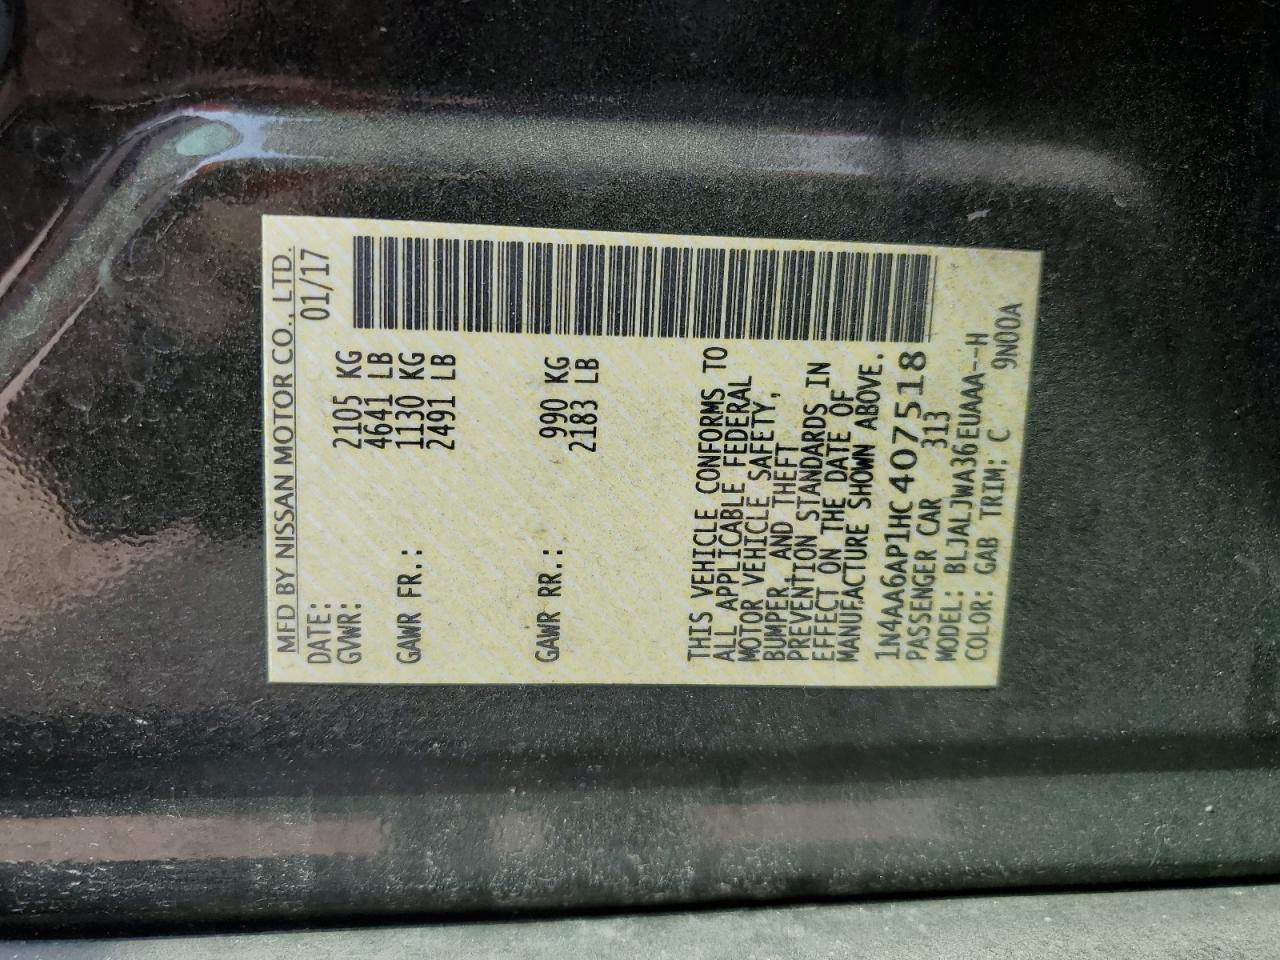 MFD BY NISSAN MOTOR CO., LTD.
DATE: 01/17
GVWR: 2105 KG
4641 LB
GAWR FR.: 1130 KG
2491 LB
GAWR RR.: 990 KG
2183 LB
THIS VEHICLE CONFORMS TO
ALL APPLICABLE FEDERAL
MOTOR VEHICLE SAFETY,
BUMPER, AND THEFT
PREVENTION STANDARDS IN
EFFECT ON THE DATE OF
MANUFACTURE SHOWN ABOVE.
1N4AA6AP1HC407518
PASSENGER CAR 313
MODEL: BLJALJWA36EUAAA--H
COLOR: GAB TRIM: C 9N00A